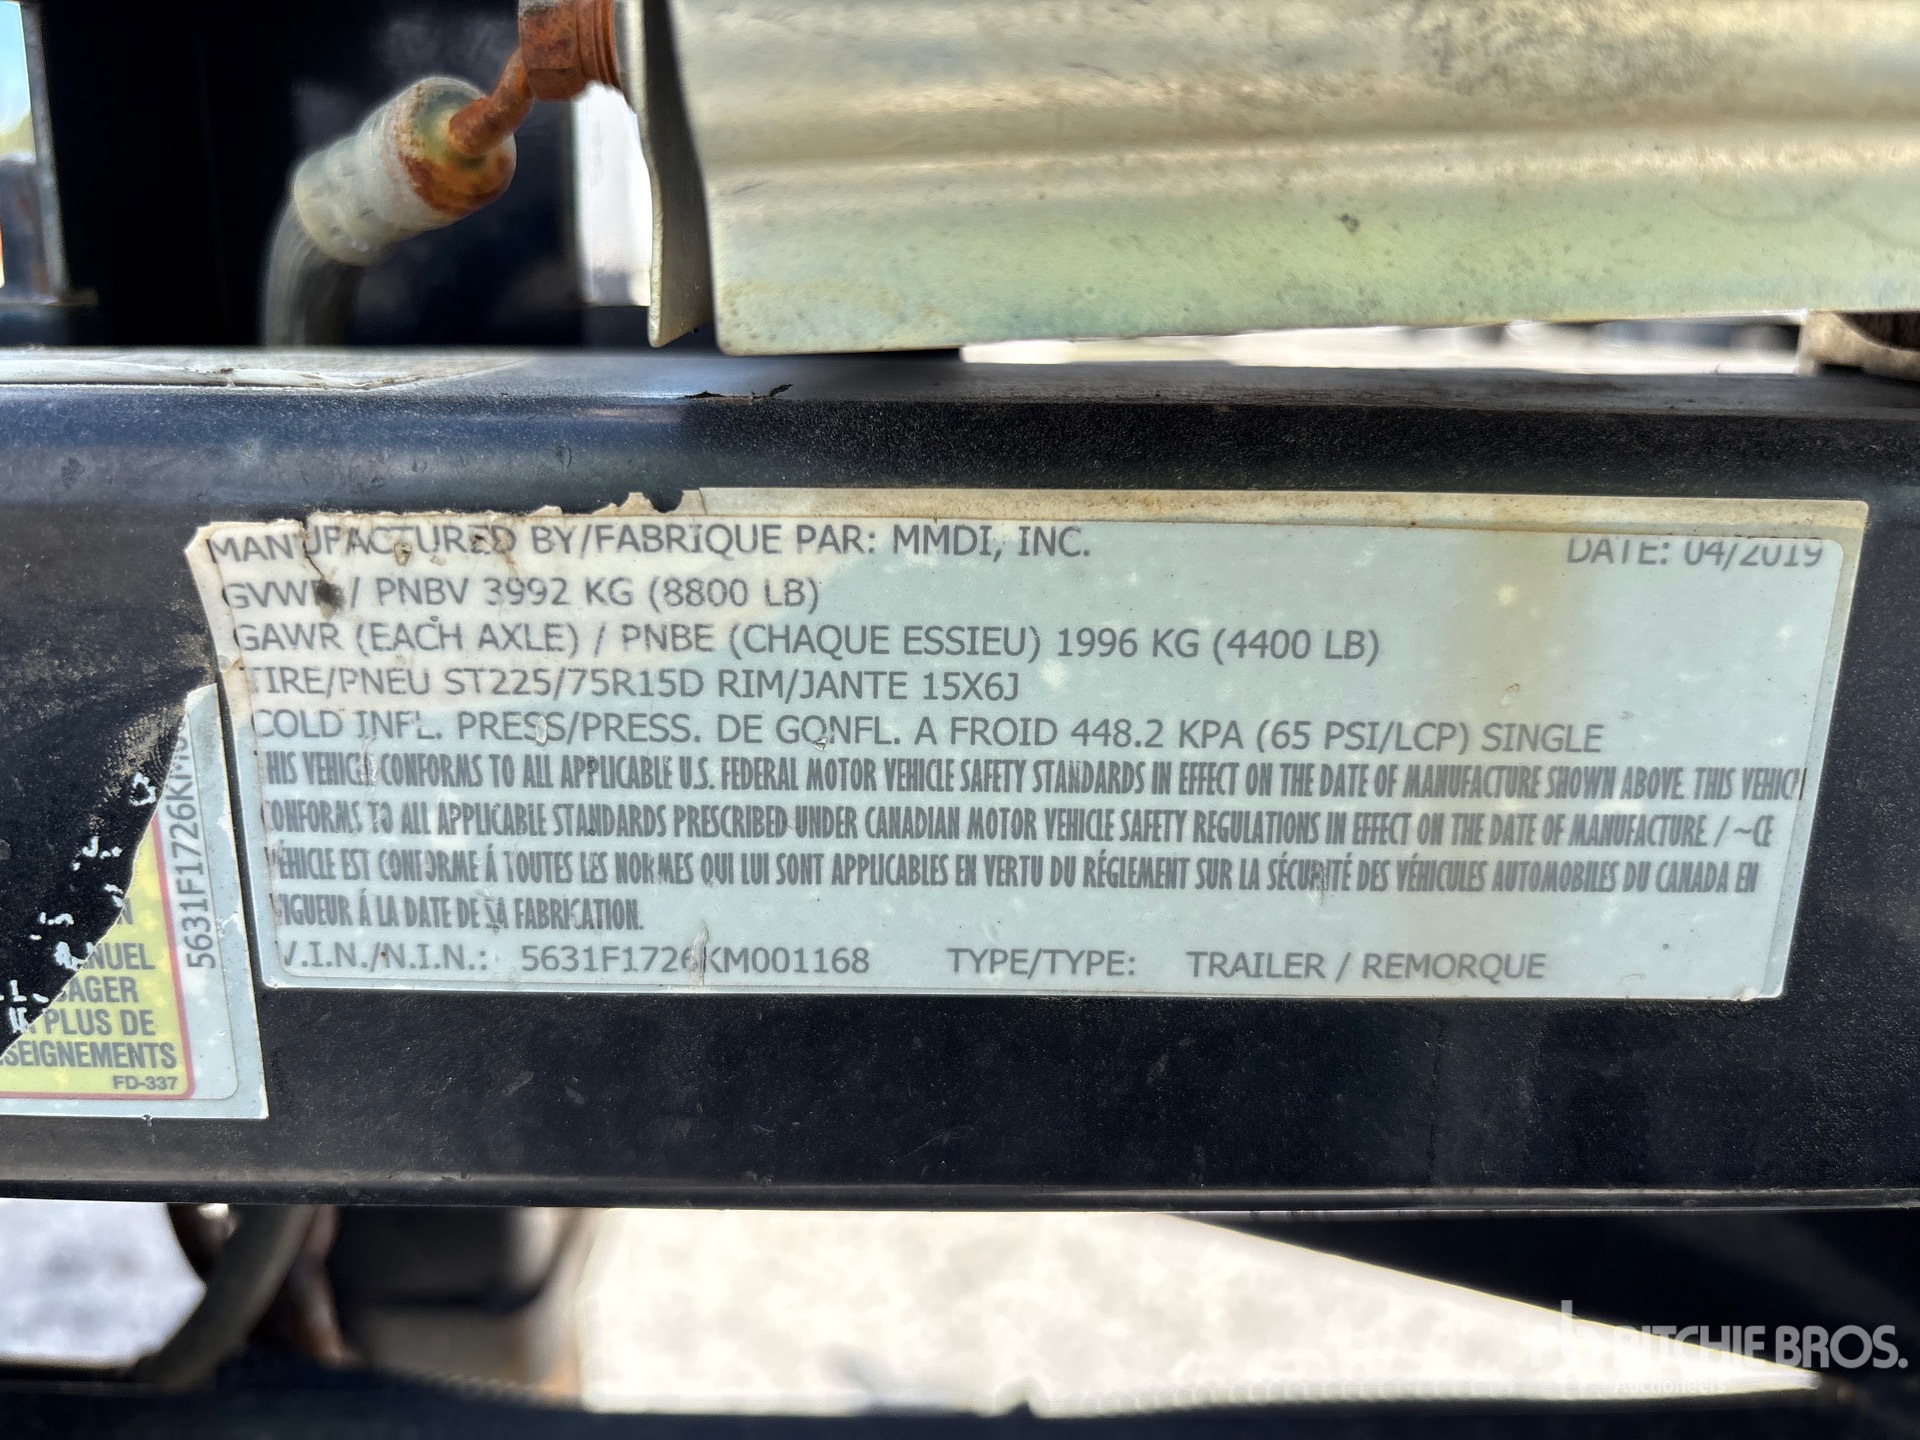 MANUFACTURED BY/FABRIQUE PAR: MMDI, INC. DATE: 04/2019
GVWR / PNBV 3992 KG (8800 LB)
GAWR (EACH AXLE) / PNBE (CHAQUE ESSIEU) 1996 KG (4400 LB)
TIRE/PNEU ST225/75R15D RIM/JANTE 15X6J
COLD INFL. PRESS/PRESS. DE GONFL. A FROID 448.2 KPA (65 PSI/LCP) SINGLE
THIS VEHICLE CONFORMS TO ALL APPLICABLE U.S. FEDERAL MOTOR VEHICLE SAFETY STANDARDS IN EFFECT ON THE DATE OF MANUFACTURE SHOWN ABOVE. THIS VEHICL
CONFORMS TO ALL APPLICABLE STANDARDS PRESCRIBED UNDER CANADIAN MOTOR VEHICLE SAFETY REGULATIONS IN EFFECT ON THE DATE OF MANUFACTURE. / ~CE
VÉHICLE EST CONFORME Á TOUTES LES NORMES QUI LUI SONT APPLICABLES EN VERTU DU RÉGLEMENT SUR LA SÉCURITÉ DES VÉHICULES AUTOMOBILES DU CANADA EN
VIGUEUR Á LA DATE DE SA FABRICATION.
V.I.N./N.I.N.: 5631F1726KM001168 TYPE/TYPE: TRAILER / REMORQUE
5631F1726KM0
ANUEL
SAGER
PLUS DE
SEIGNEMENTS
FD-337
RITCHIE BROS.
Auctioneers